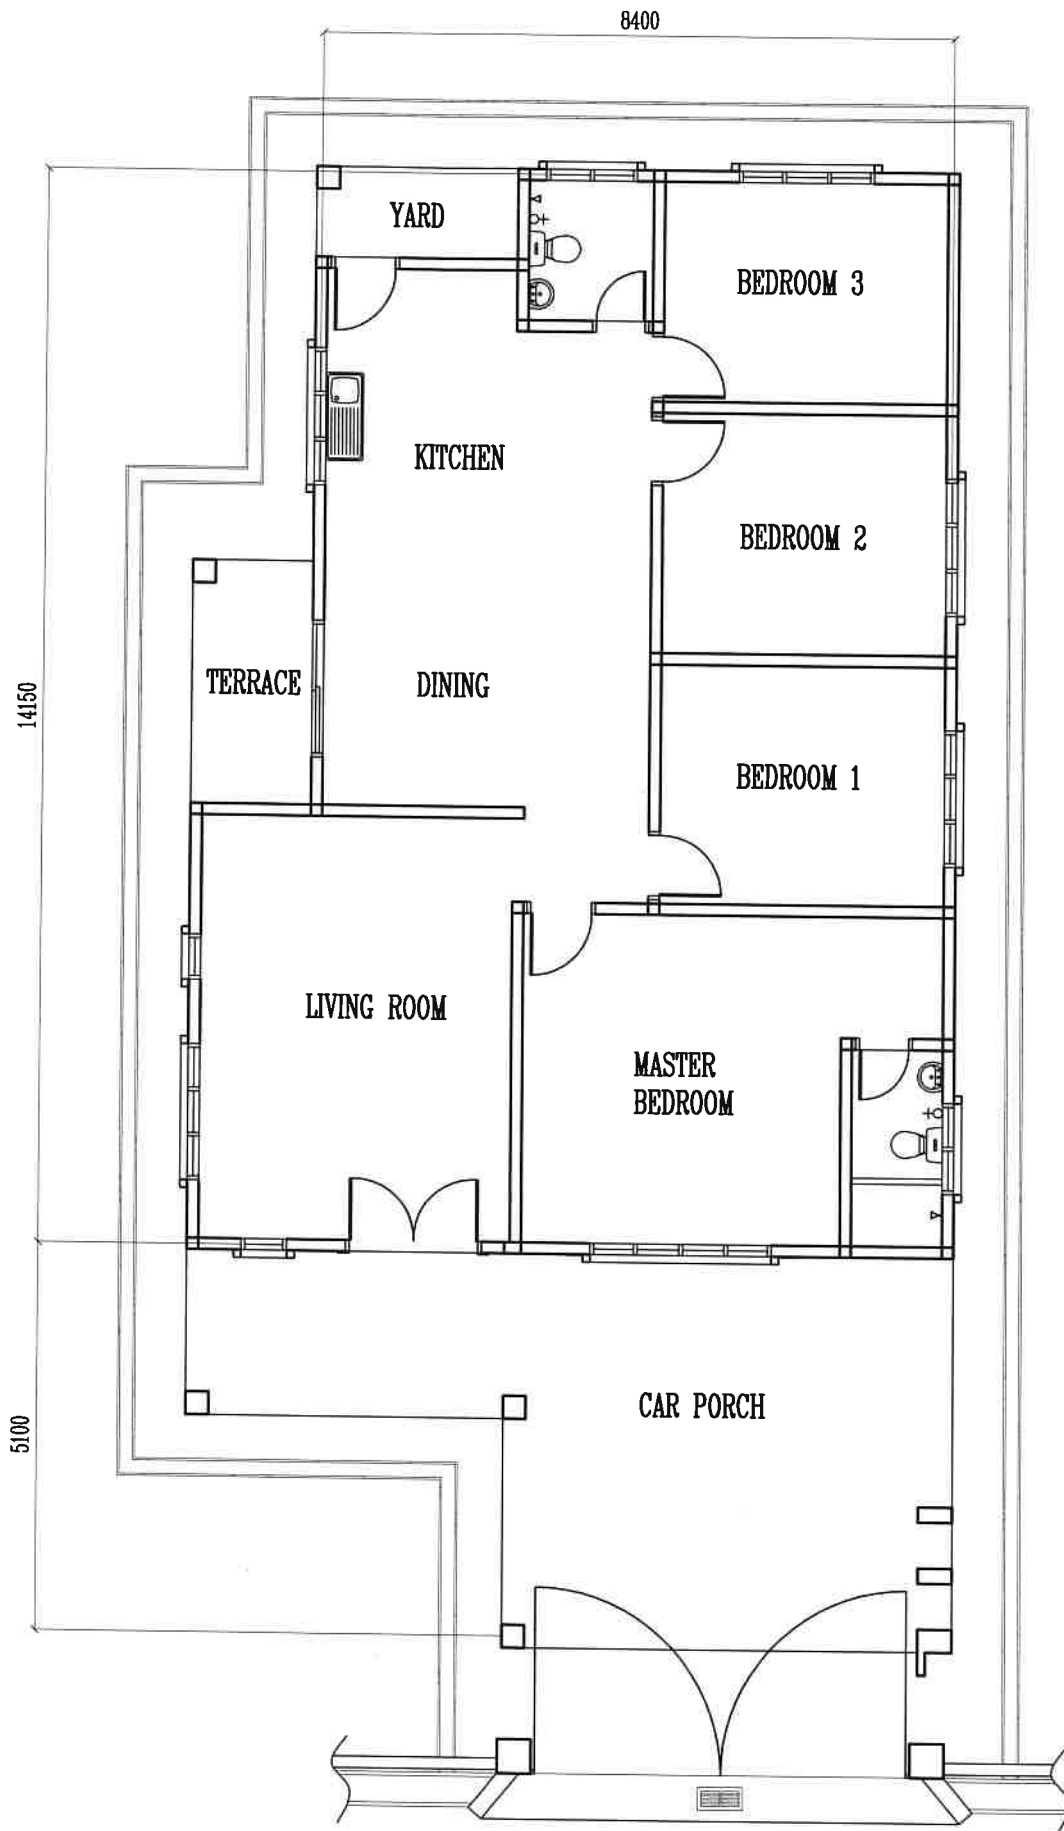 8400
YARD
BEDROOM 3
KITCHEN
BEDROOM 2
TERRACE
DINING
14150
BEDROOM 1
LIVING ROOM
MASTER
BEDROOM
CAR PORCH
5100